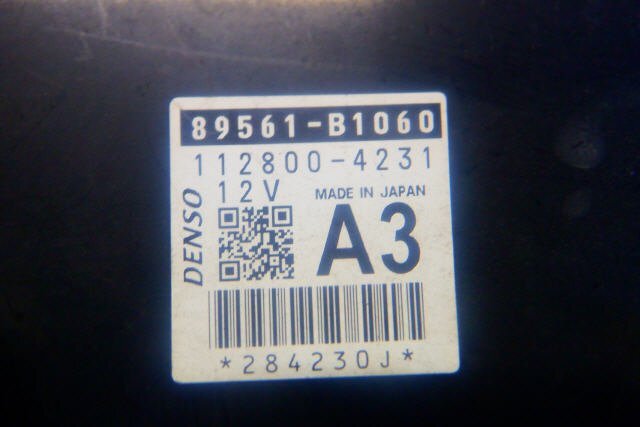 89561-B1060
112800-4231
12V
MADE IN JAPAN
DENSO
A3
*284230J*